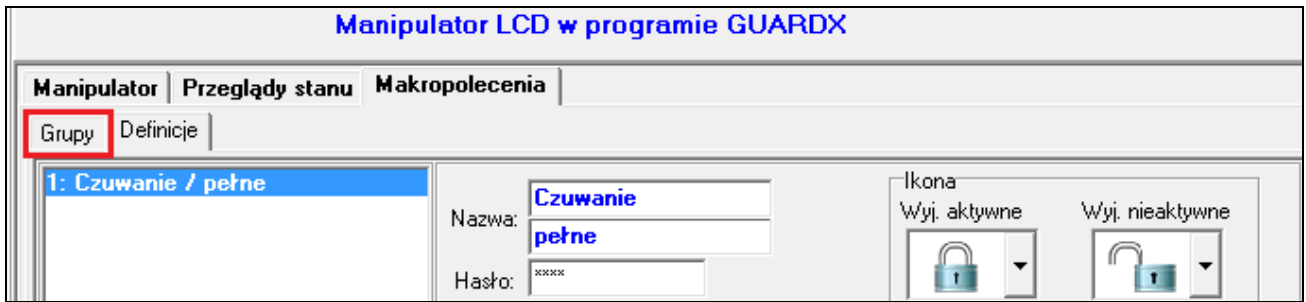 Manipulator LCD w programie GUARDX
Manipulator Przeglądy stanu Makropolecenia
Grupy Definicje
1: Czuwanie / pełne
Nazwa: Czuwanie
pełne
Hasło: ****
Ikona
Wyj. aktywne Wyj. nieaktywne